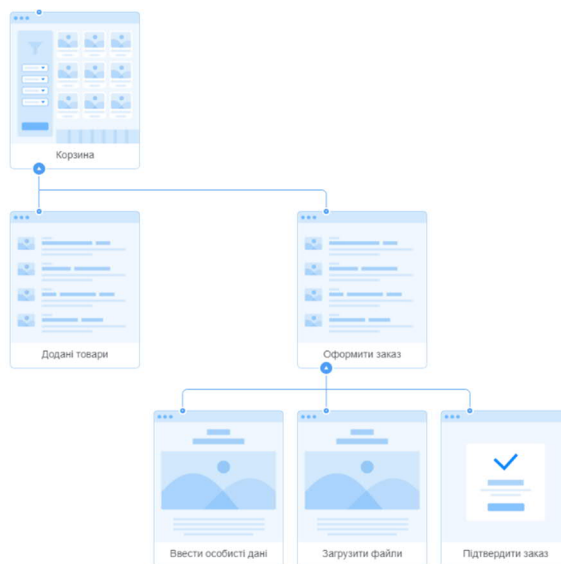 Корзина
Додані товари
Оформити заказ
Ввести особисті дані
Загрузити файли
Підтвердити заказ